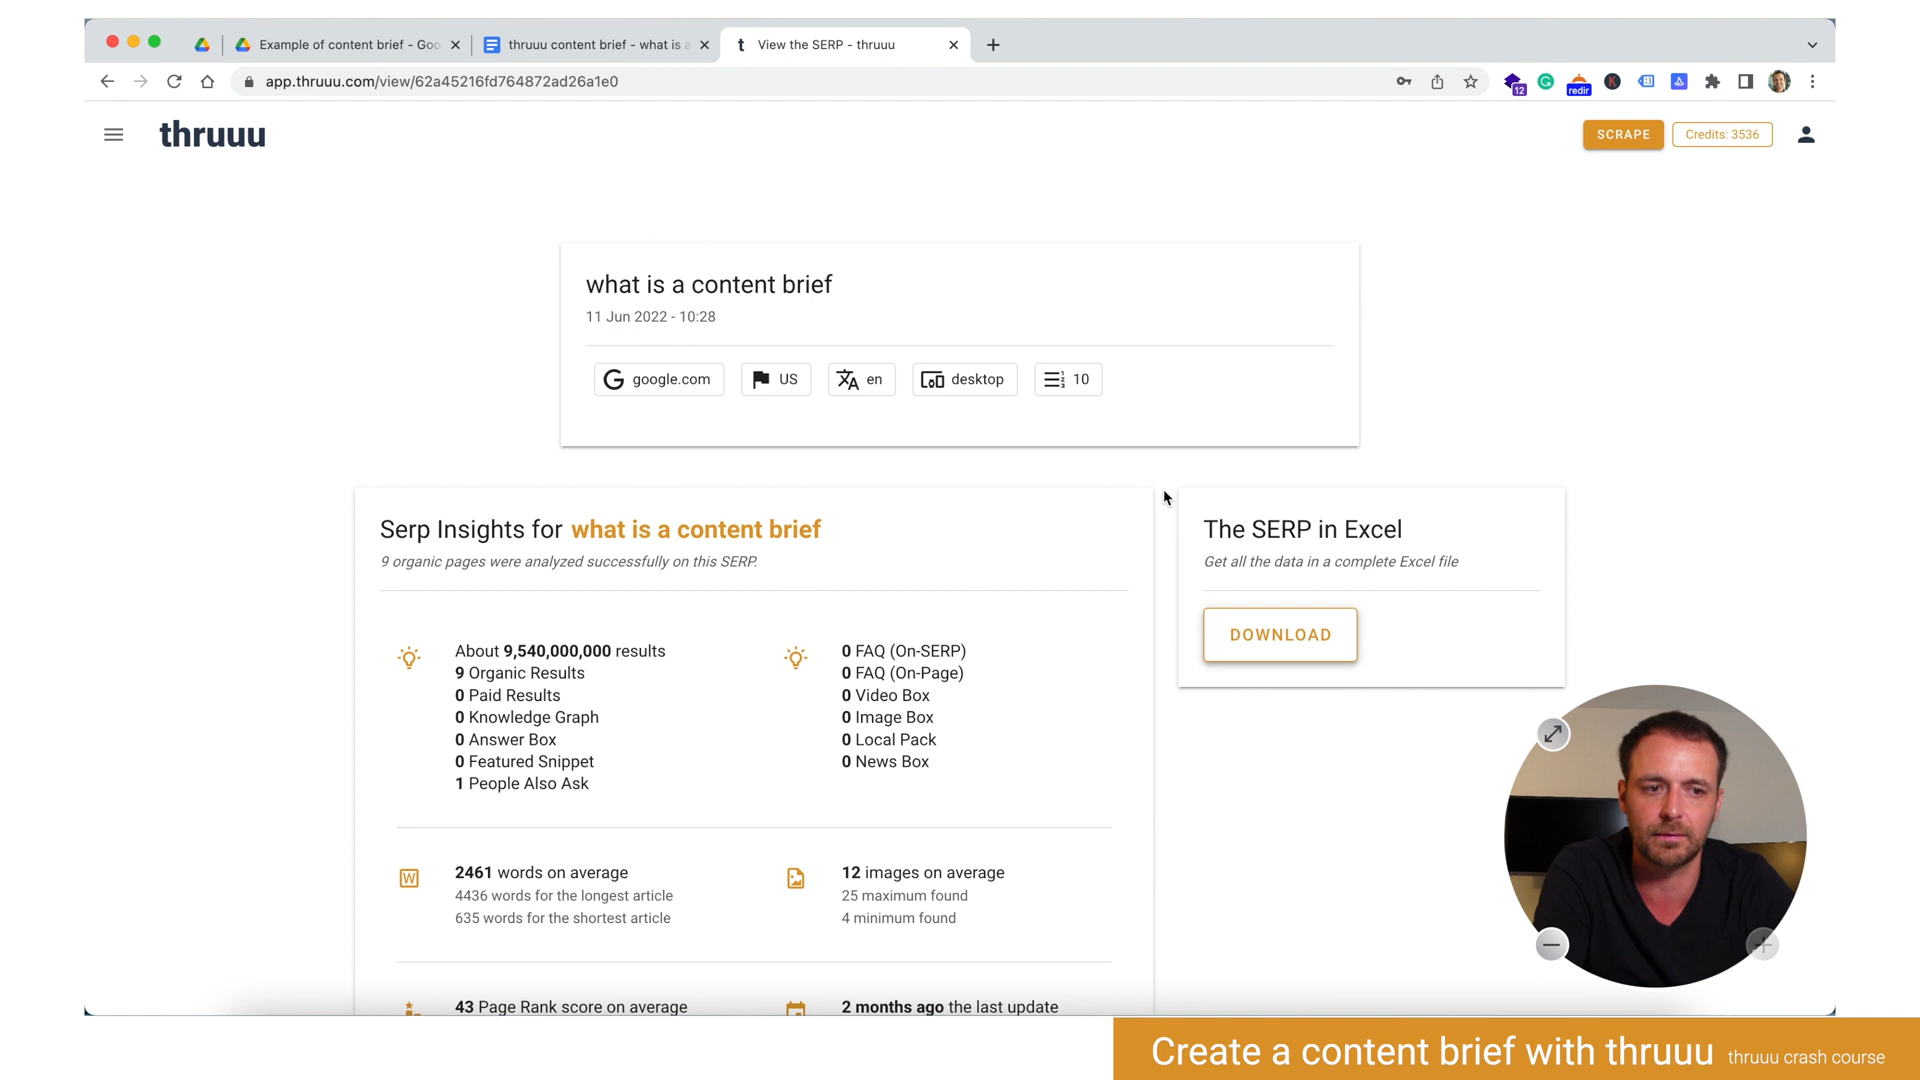 Example of content brief - Goo
thruuu content brief - what is a
t View the SERP - thruuu
app.thruuu.com/view/62a45216fd764872ad26a1e0
12
redir
K
thruuu
SCRAPE
Credits: 3536
what is a content brief
11 Jun 2022 - 10:28
google.com
US
en
desktop
10
Serp Insights for what is a content brief
9 organic pages were analyzed successfully on this SERP.
About 9,540,000,000 results
9 Organic Results
0 Paid Results
0 Knowledge Graph
0 Answer Box
0 Featured Snippet
1 People Also Ask
0 FAQ (On-SERP)
0 FAQ (On-Page)
0 Video Box
0 Image Box
0 Local Pack
0 News Box
The SERP in Excel
Get all the data in a complete Excel file
DOWNLOAD
W
2461 words on average
4436 words for the longest article
635 words for the shortest article
12 images on average
25 maximum found
4 minimum found
43 Page Rank score on average
2 months ago the last update
Create a content brief with thruuu thruuu crash course